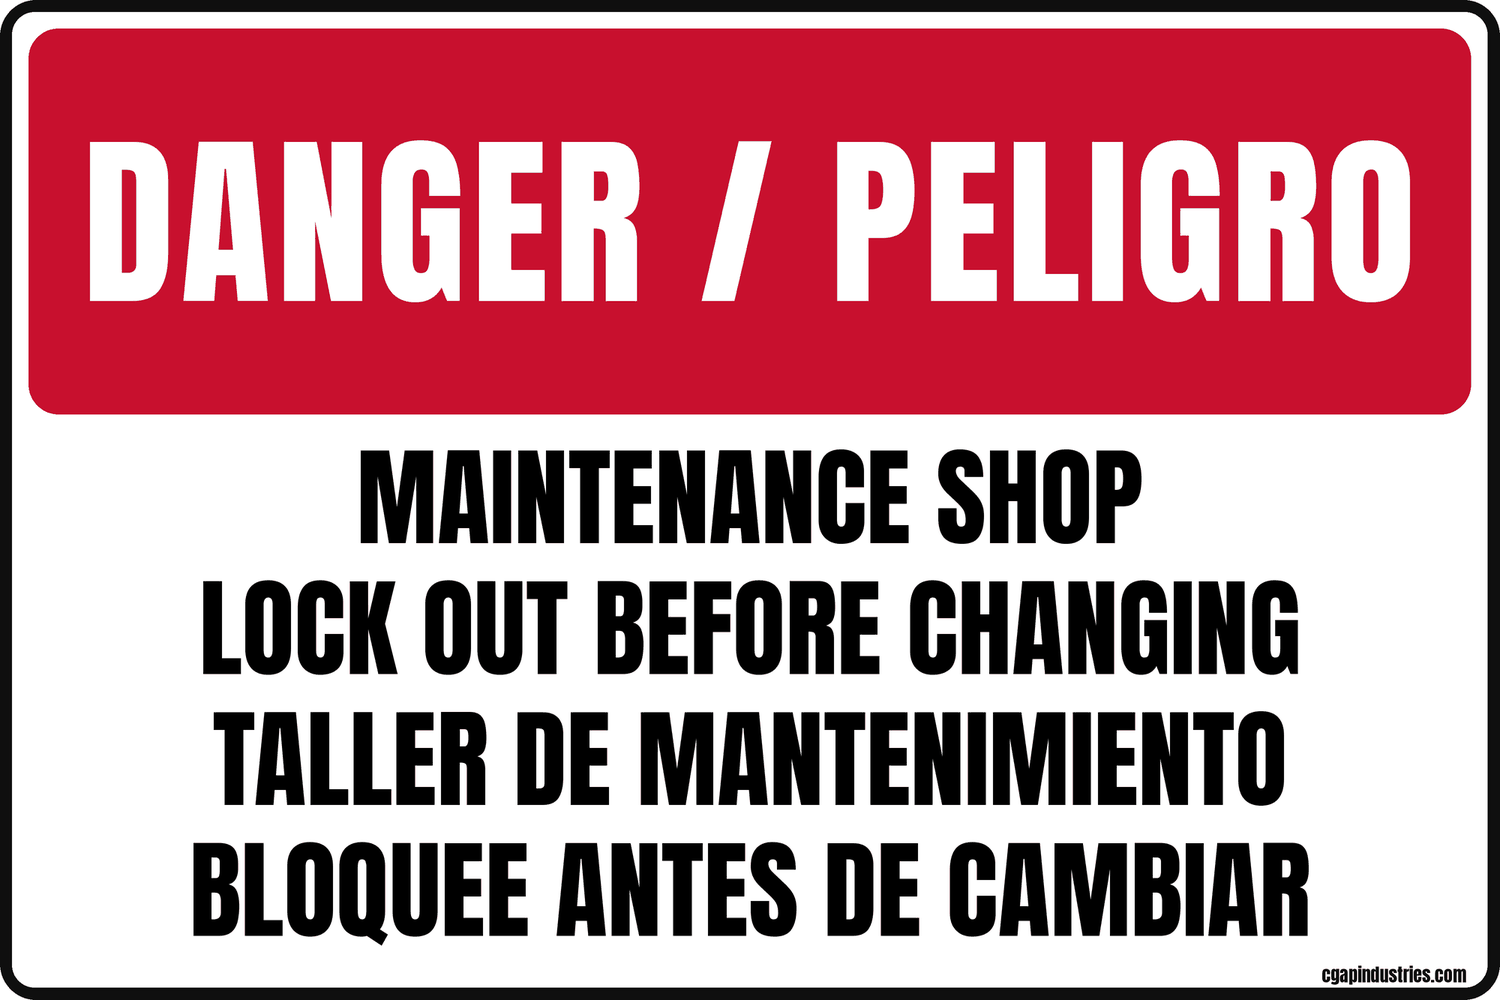 DANGER / PELIGRO
MAINTENANCE SHOP
LOCK OUT BEFORE CHANGING
TALLER DE MANTENIMIENTO
BLOQUEE ANTES DE CAMBIAR
cgapindustries.com